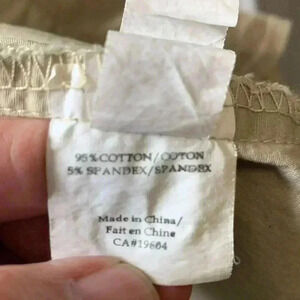 95%COTTON/COTON
5% SPANDEX/SPANDEX
Made in China/
Fait en Chine
CA#19664